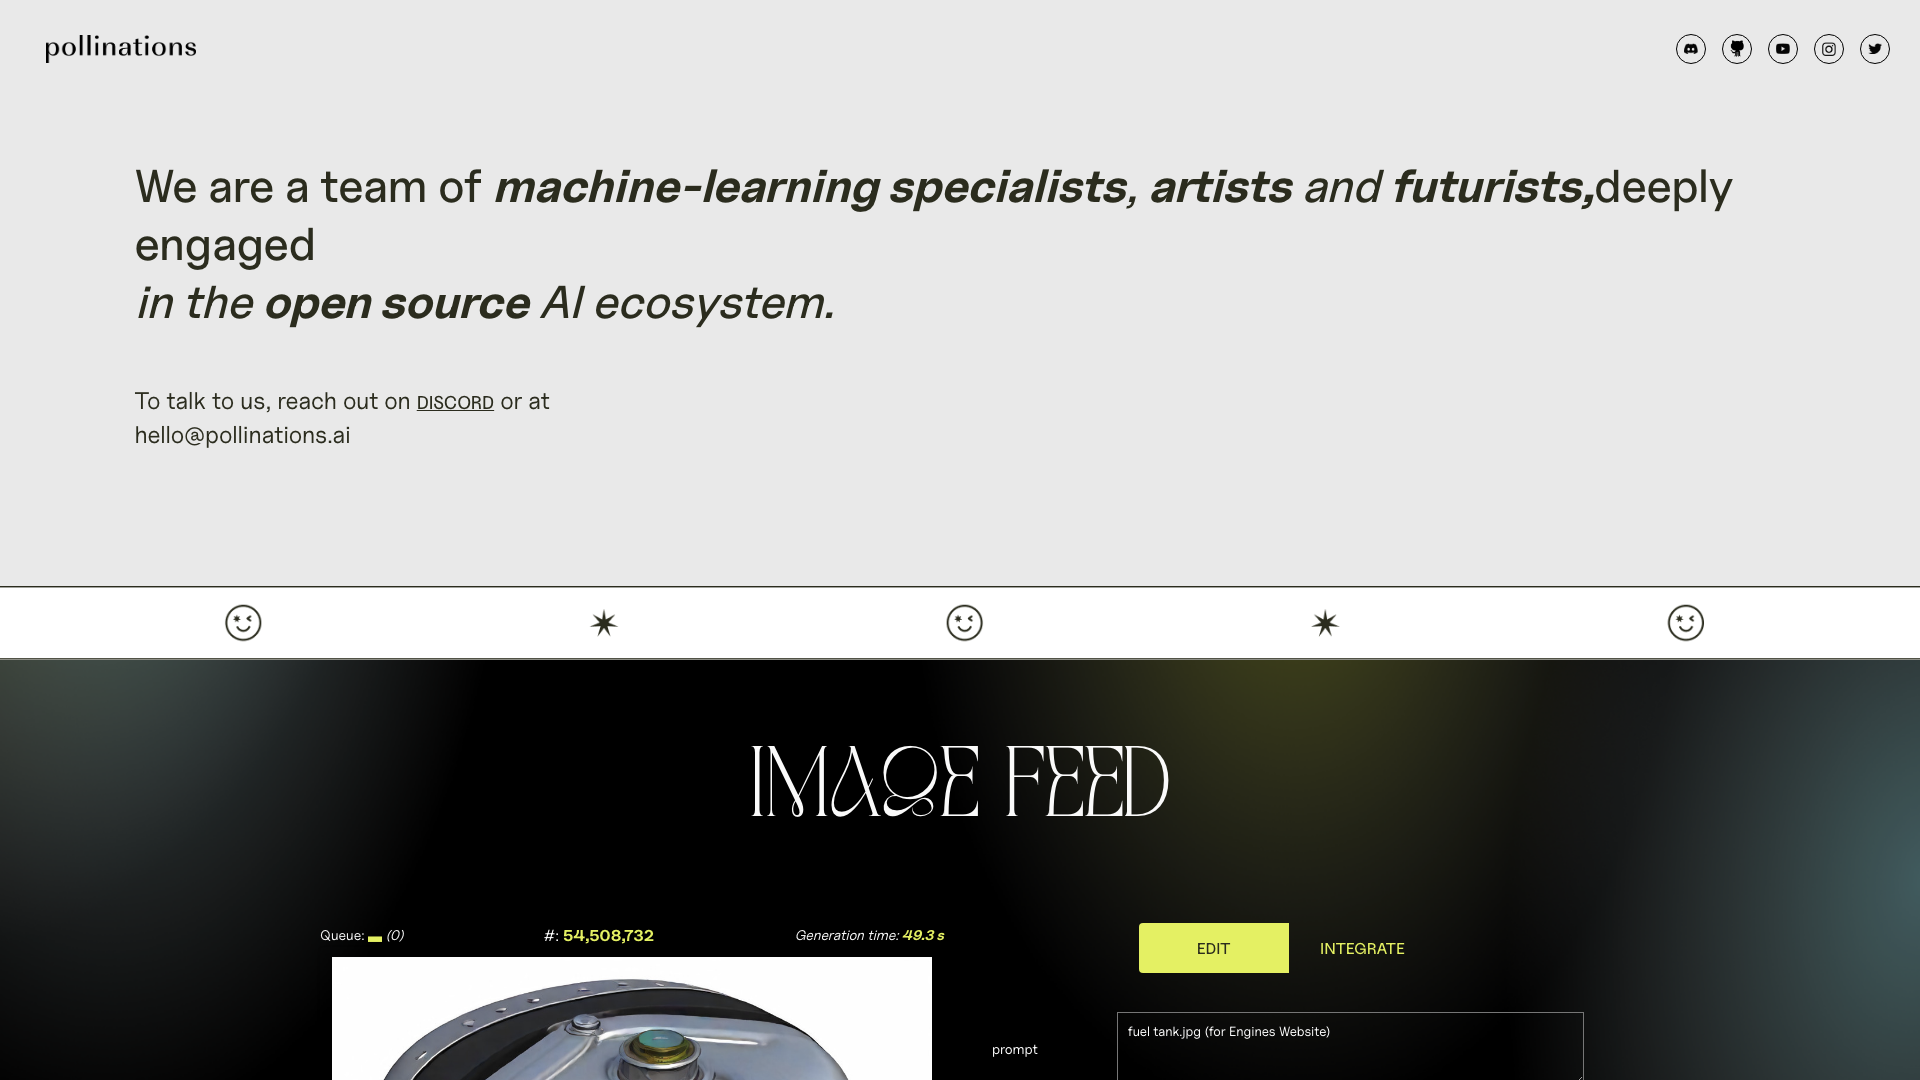 pollinations
We are a team of machine-learning specialists, artists and futurists,deeply
engaged
in the open source AI ecosystem.
To talk to us, reach out on DISCORD or at
hello@pollinations.ai
IMAGE FEED
Queue: (0)
#: 54,508,732
Generation time: 49.3 s
EDIT
INTEGRATE
prompt
fuel tank.jpg (for Engines Website)